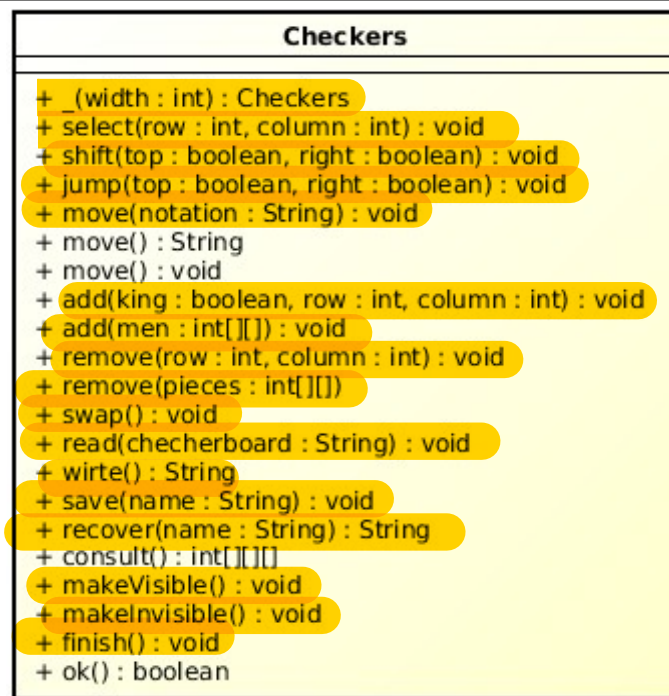 Checkers
+ _(width : int) : Checkers
+ select(row : int, column : int) : void
+ shift(top : boolean, right : boolean) : void
+ jump(top : boolean, right : boolean) : void
+ move(notation : String) : void
+ move() : String
+ move() : void
+ add(king : boolean, row : int, column : int) : void
+ add(men : int[][]) : void
+ remove(row : int, column : int) : void
+ remove(pieces : int[][])
+ swap() : void
+ read(checherboard : String) : void
+ wirte() : String
+ save(name : String) : void
+ recover(name : String) : String
+ consult() : int[][][]
+ makeVisible() : void
+ makeInvisible() : void
+ finish() : void
+ ok() : boolean